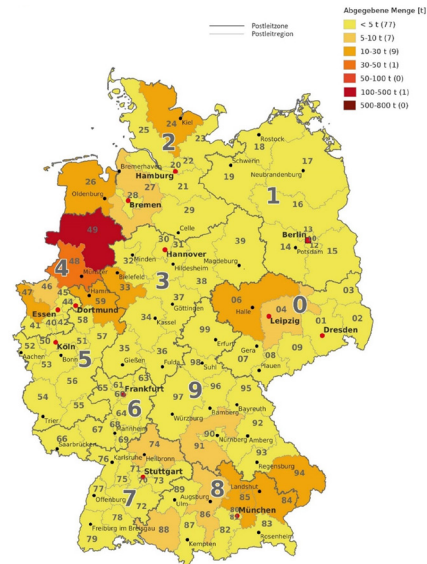 Abgegebene Menge [t]
< 5 t (77)
5-10 t (7)
10-30 t (9)
30-50 t (1)
50-100 t (0)
100-500 t (1)
500-800 t (0)
Postleitzone
Postleitregion
24
Kiel
25
23
2
Rostock
18
Schwerin
17
Bremerhaven
20 22
Hamburg
19
Neubrandenburg
26
27
21
Oldenburg
28
Bremen
1
16
29
49
Celle
Berlin
13
10
12
30
31
39
14
Potsdam
15
Hannover
Minden
4
48
32
Hildesheim
Magdeburg
Münster
Bielefeld
3
38
03
47
46
45
Hamm
33
06
0
44
59
37
Halle
04
02
Essen
Dortmund
Göttingen
Leipzig
01
41
40 42
58
34
Kassel
99
Dresden
50
Köln
51
57
Erfurt
Gera
09
52
5
35
36
07
08
Aachen
Bonn
Gießen
Fulda
98
Suhl
Plauen
53
63
56
61
9
96
95
65
60
Frankfurt
97
54
55
6
Bayreuth
64
Würzburg
Bamberg
Trier
67
68
Mannheim
92
90
66
69
Nürnberg
Amberg
Saarbrücken
74
91
93
76
Karlsruhe
Heilbronn
Regensburg
71
94
75
Stuttgart
77
73
Landshut
Offenburg
7
89
8
85
84
72
Ulm
Augsburg
80
86
München
78
Freiburg im Breisgau
88
87
82
83
79
Kempten
Rosenheim